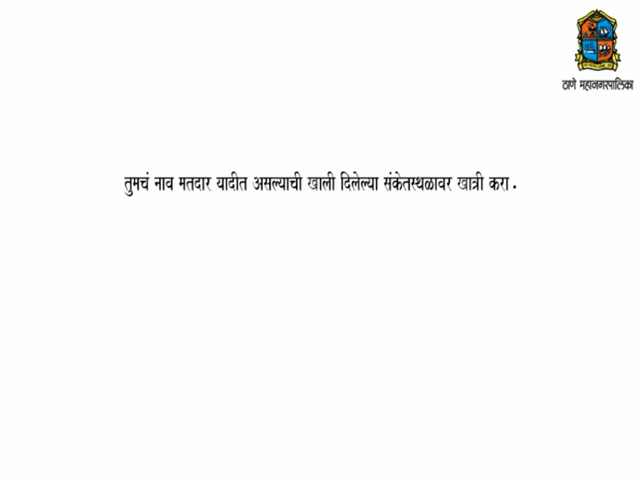 ठाणे महानगरपालिका
तुमचं नाव मतदार यादीत असल्याची खाली दिलेल्या संकेतस्थळावर खात्री करा.